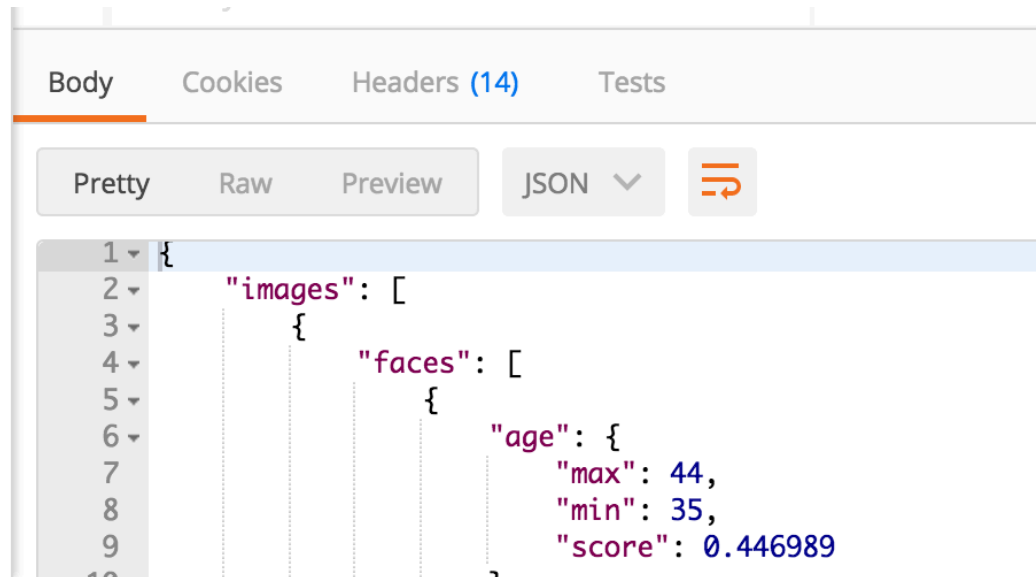 Body Cookies Headers (14) Tests
Pretty Raw Preview JSON
1 {
2 "images": [
3 {
4 "faces": [
5 {
6 "age": {
7 "max": 44,
8 "min": 35,
9 "score": 0.446989